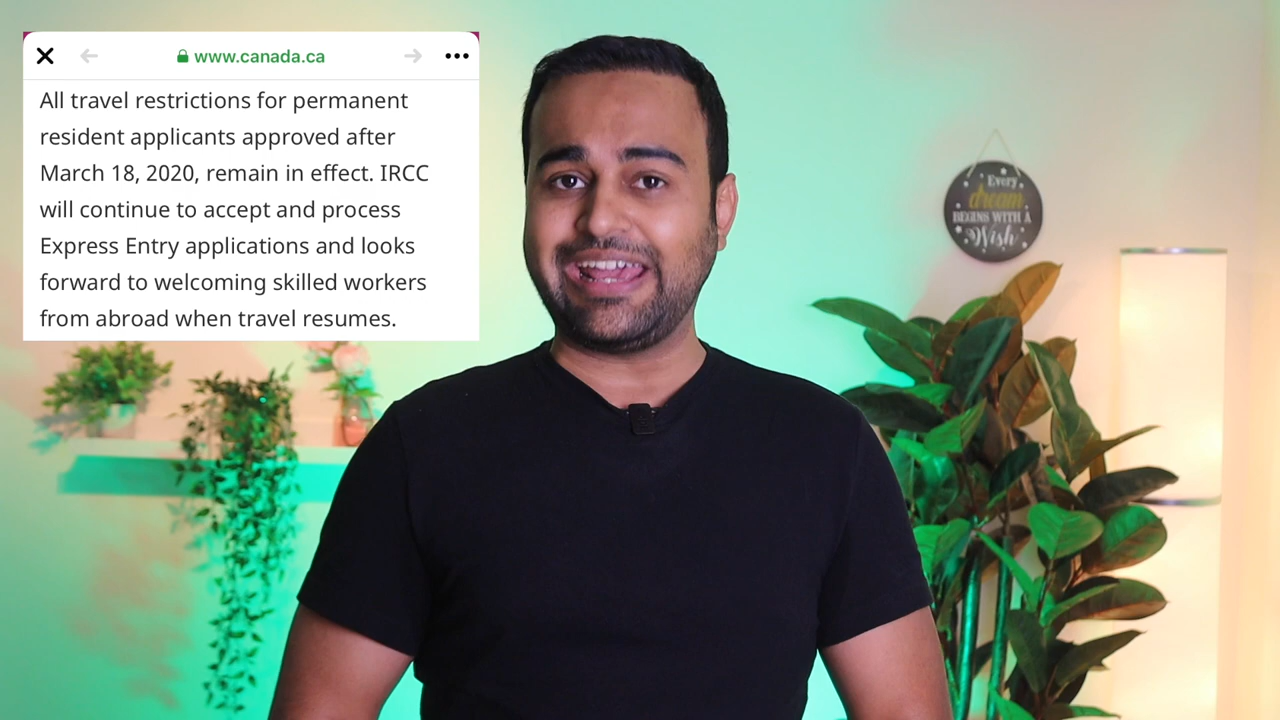 www.canada.ca
All travel restrictions for permanent
resident applicants approved after
March 18, 2020, remain in effect. IRCC
will continue to accept and process
Express Entry applications and looks
forward to welcoming skilled workers
from abroad when travel resumes.
Every
dream
BEGINS WITH A
Wish